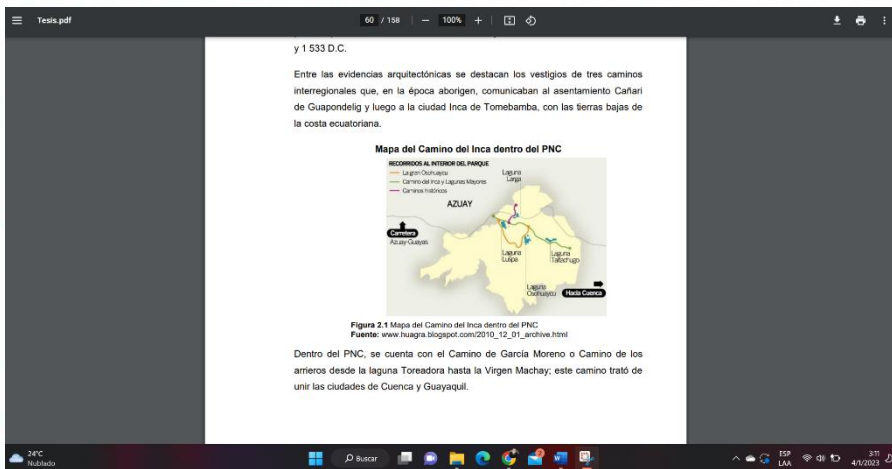 Tesis.pdf
60 / 158
100%
y 1 533 D.C.
Entre las evidencias arquitectónicas se destacan los vestigios de tres caminos
interregionales que, en la época aborigen, comunicaban al asentamiento Cañari
de Guapondelig y luego a la ciudad Inca de Tomebamba, con las tierras bajas de
la costa ecuatoriana.
Mapa del Camino del Inca dentro del PNC
RECORRIDOS AL INTERIOR DEL PARQUE
La gran Osohuayco
Camino del Inca y Lagunas Mayores
Caminos históricos
Laguna
Larga
AZUAY
Carretera
Azuay-Guayas
Laguna
Luspa
Laguna
Taitachugo
Laguna
Osohuaycu
Hacia Cuenca
Figura 2.1 Mapa del Camino del Inca dentro del PNC
Fuente: www.huagra.blogspot.com/2010_12_01_archive.html
Dentro del PNC, se cuenta con el Camino de García Moreno o Camino de los
arrieros desde la laguna Toreadora hasta la Virgen Machay; este camino trató de
unir las ciudades de Cuenca y Guayaquil.
24°C
Nublado
Buscar
ESP
LAA
3:11
4/1/2023